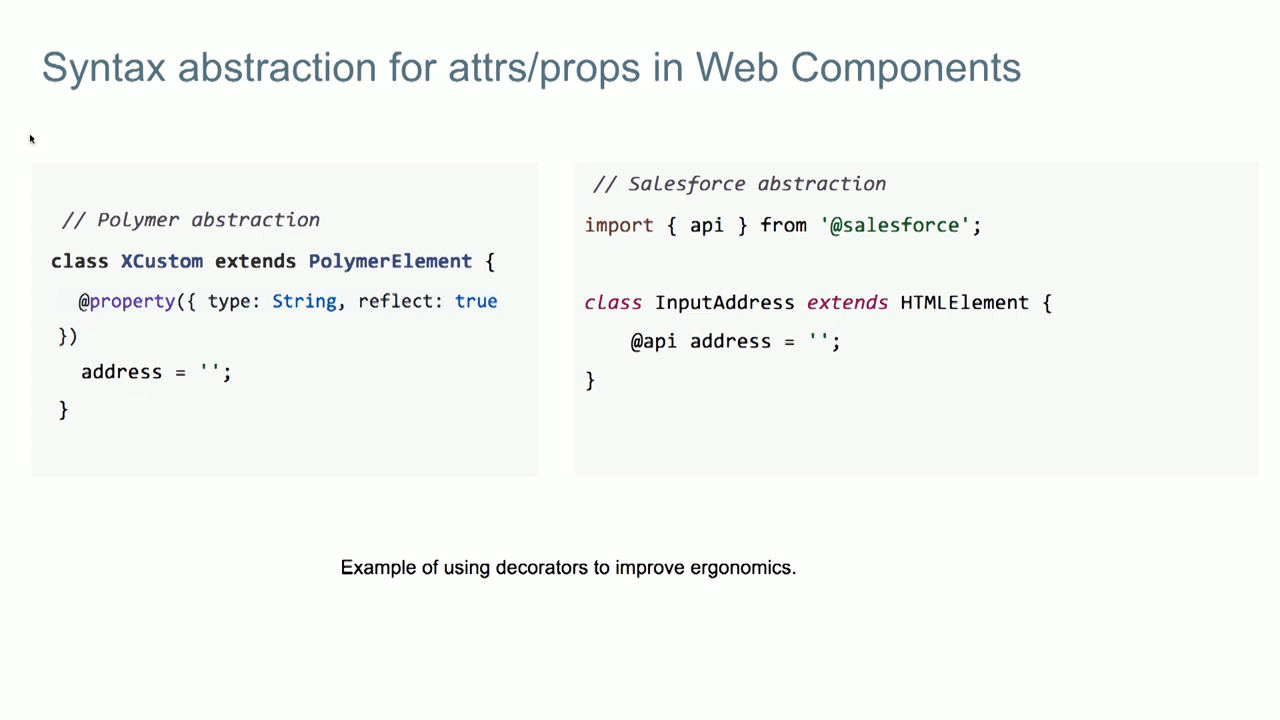 Syntax abstraction for attrs/props in Web Components
// Polymer abstraction
class XCustom extends PolymerElement {
@property({ type: String, reflect: true
})
address = '';
}
// Salesforce abstraction
import { api } from '@salesforce';
class InputAddress extends HTMLElement {
@api address = '';
}
Example of using decorators to improve ergonomics.